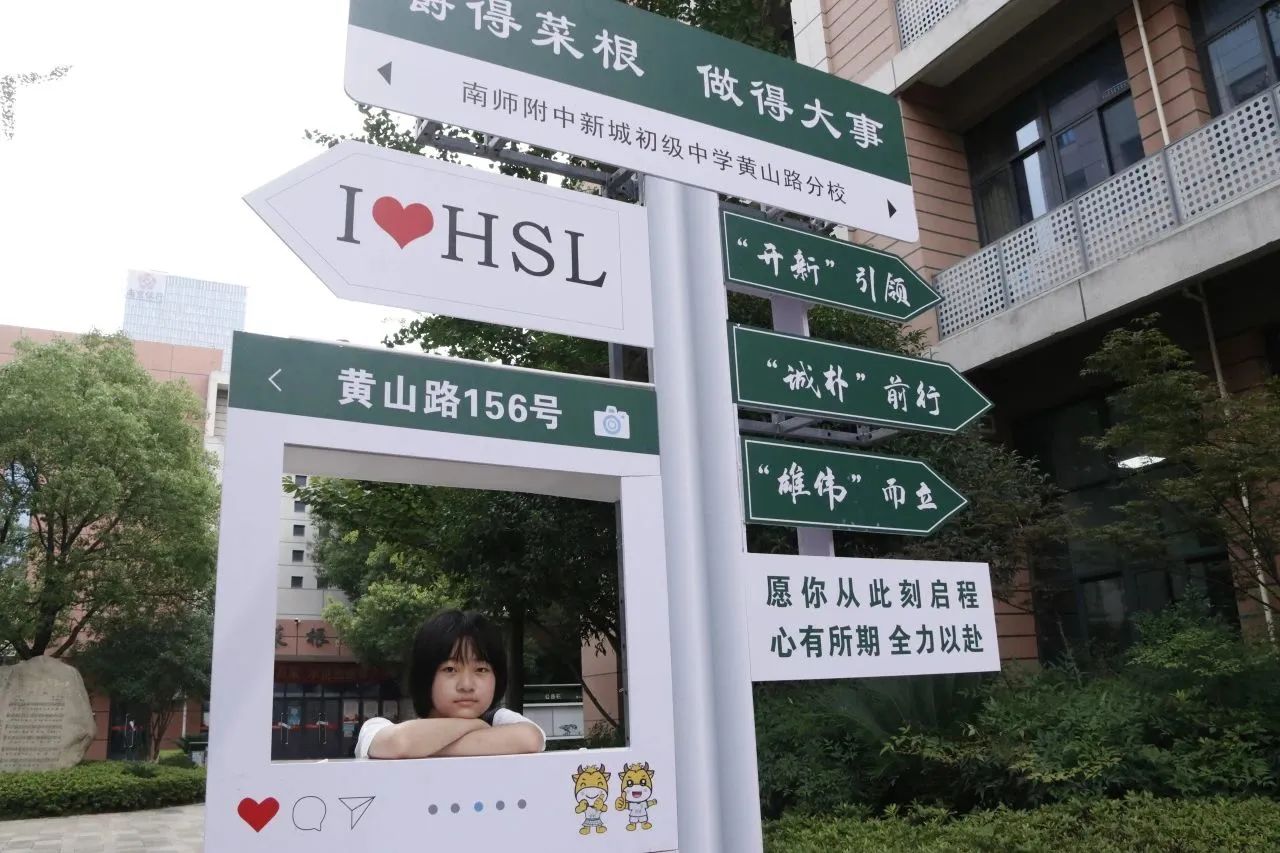 嚼得菜根 做得大事
南师附中新城初级中学黄山路分校
I❤HSL
“开新”引领
黄山路156号
“诚朴”前行
“雄伟”而立
愿你从此刻启程
心有所期 全力以赴
菜根